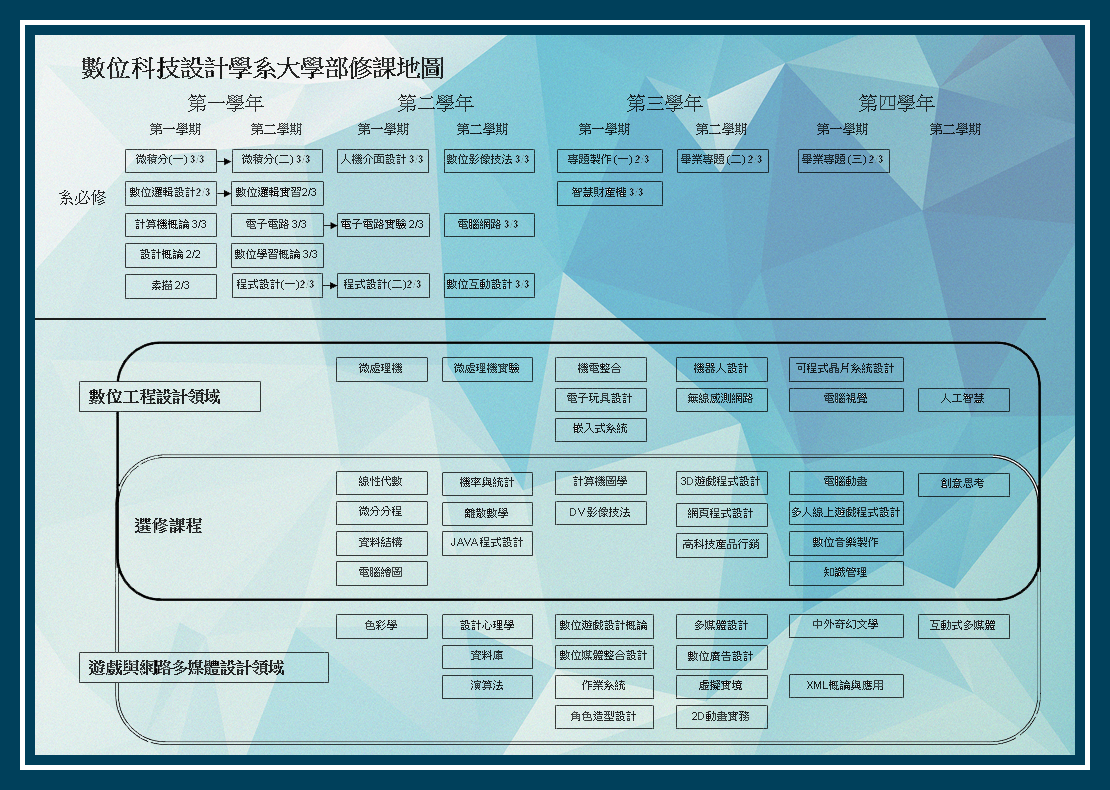 數位科技設計學系大學部修課地圖
第一學年 第二學年 第三學年 第四學年
第一學期 第二學期 第一學期 第二學期 第一學期 第二學期 第一學期 第二學期
系必修
微積分(一) 3/3 微積分(二) 3/3 人機介面設計 3/3 數位影像技法 3/3 專題製作(一) 2/3 畢業專題(二) 2/3 畢業專題(三) 2/3
數位邏輯設計2/3 數位邏輯實習2/3 智慧財產權 3/3
計算機概論 3/3 電子電路 3/3 電子電路實驗 2/3 電腦網路 3/3
設計概論 2/2 數位學習概論 3/3
素描 2/3 程式設計(一)2/3 程式設計(二)2/3 數位互動設計 3/3
數位工程設計領域
微處理機 微處理機實驗 機電整合 機器人設計 可程式晶片系統設計
電子玩具設計 無線感測網路 電腦視覺 人工智慧
嵌入式系統
選修課程
線性代數 機率與統計 計算機圖學 3D遊戲程式設計 電腦動畫 創意思考
微分分程 離散數學 DV影像技法 網頁程式設計 多人線上遊戲程式設計
資料結構 JAVA程式設計 高科技產品行銷 數位音樂製作
電腦繪圖 知識管理
遊戲與網路多媒體設計領域
色彩學 設計心理學 數位遊戲設計概論 多媒體設計 中外奇幻文學 互動式多媒體
資料庫 數位媒體整合設計 數位廣告設計
演算法 作業系統 虛擬實境 XML概論與應用
角色造型設計 2D動畫實務